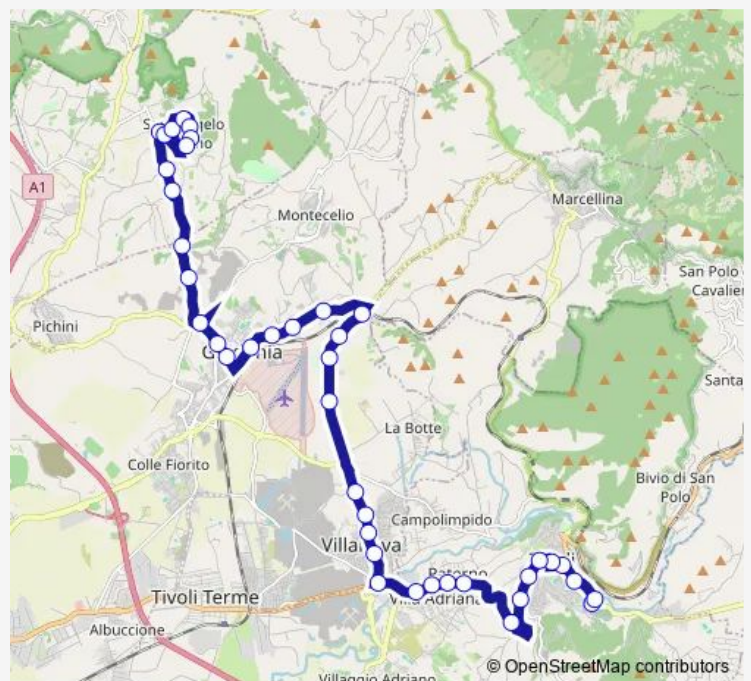 A1
Montecelio
Marcellina
San Polo
Cavalier
Pichini
Santa
La Botte
Colle Fiorito
Bivio di San
Polo
Campolimpido
Tivoli Terme
Albuccione
Villaggio Adriano
© OpenStreetMap contributors